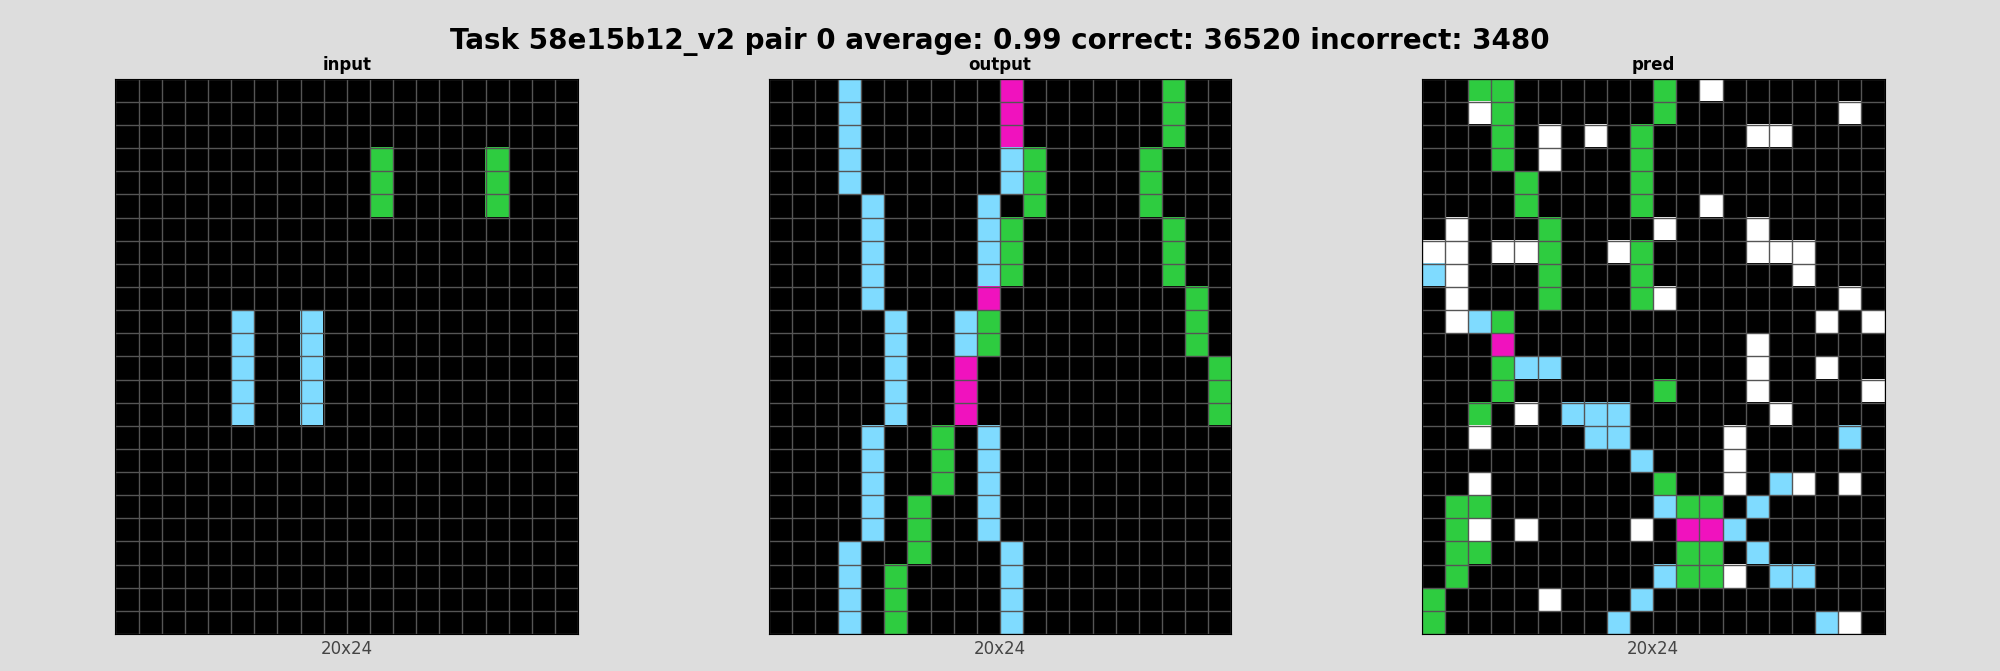 Task 58e15b12_v2 pair 0 average: 0.99 correct: 36520 incorrect: 3480
input
output
pred
20x24
20x24
20x24